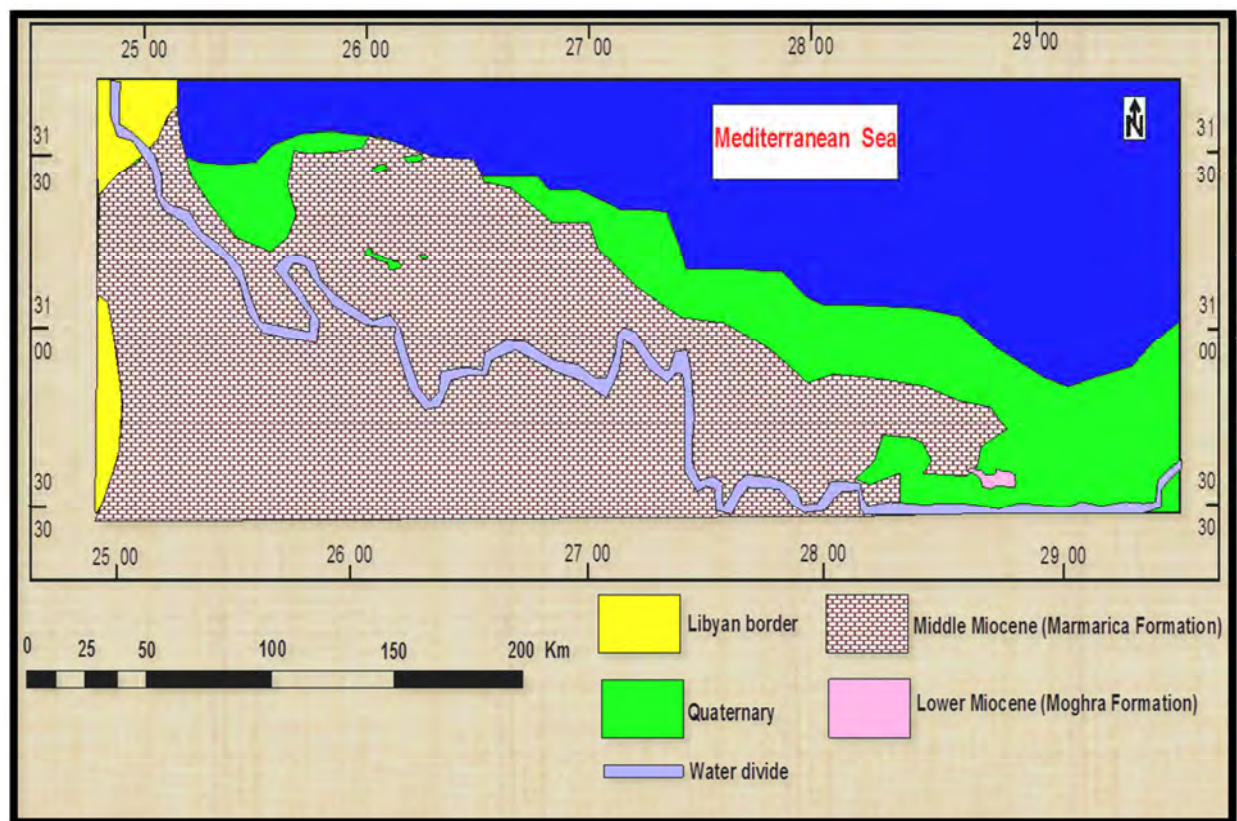 25 00 26 00 27 00 28 00 29 00
N
Mediterranean Sea
31
30
31
30
31
00
31
00
30
30
30
30
25 00 26 00 27 00 28 00 29 00
0 25 50 100 150 200 Km
Libyan border
Middle Miocene (Marmarica Formation)
Quaternary
Lower Miocene (Moghra Formation)
Water divide